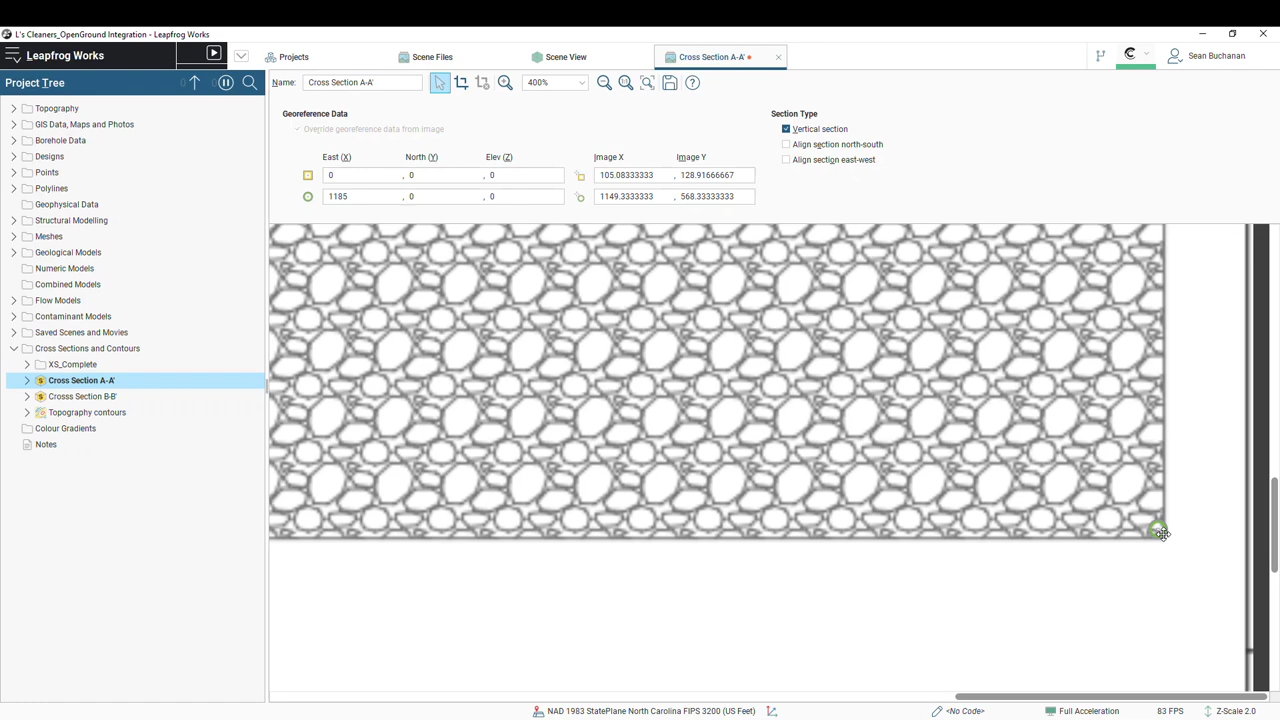 L's Cleaners_OpenGround Integration - Leapfrog Works
Leapfrog Works
Projects
Scene Files
Scene View
Cross Section A-A'
Sean Buchanan
Project Tree
Name: Cross Section A-A'
400%
Topography
GIS Data, Maps and Photos
Borehole Data
Designs
Points
Polylines
Geophysical Data
Structural Modelling
Meshes
Geological Models
Numeric Models
Combined Models
Flow Models
Contaminant Models
Saved Scenes and Movies
Cross Sections and Contours
XS_Complete
Cross Section A-A'
Crosss Section B-B'
Topography contours
Colour Gradients
Notes
Georeference Data
Override georeference data from image
East (X) North (Y) Elev (Z) Image X Image Y
0 , 0 , 0 105.08333333 , 128.91666667
1185 , 0 , 0 1149.3333333 , 568.33333333
Section Type
Vertical section
Align section north-south
Align section east-west
NAD 1983 StatePlane North Carolina FIPS 3200 (US Feet)
<No Code>
Full Acceleration
83 FPS
Z-Scale 2.0